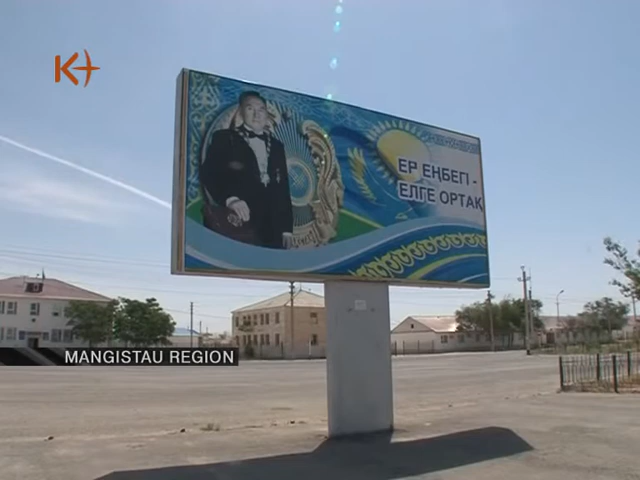 K+
ЕР ЕҢБЕГІ -
ЕЛГЕ ОРТАҚ
MANGISTAU REGION